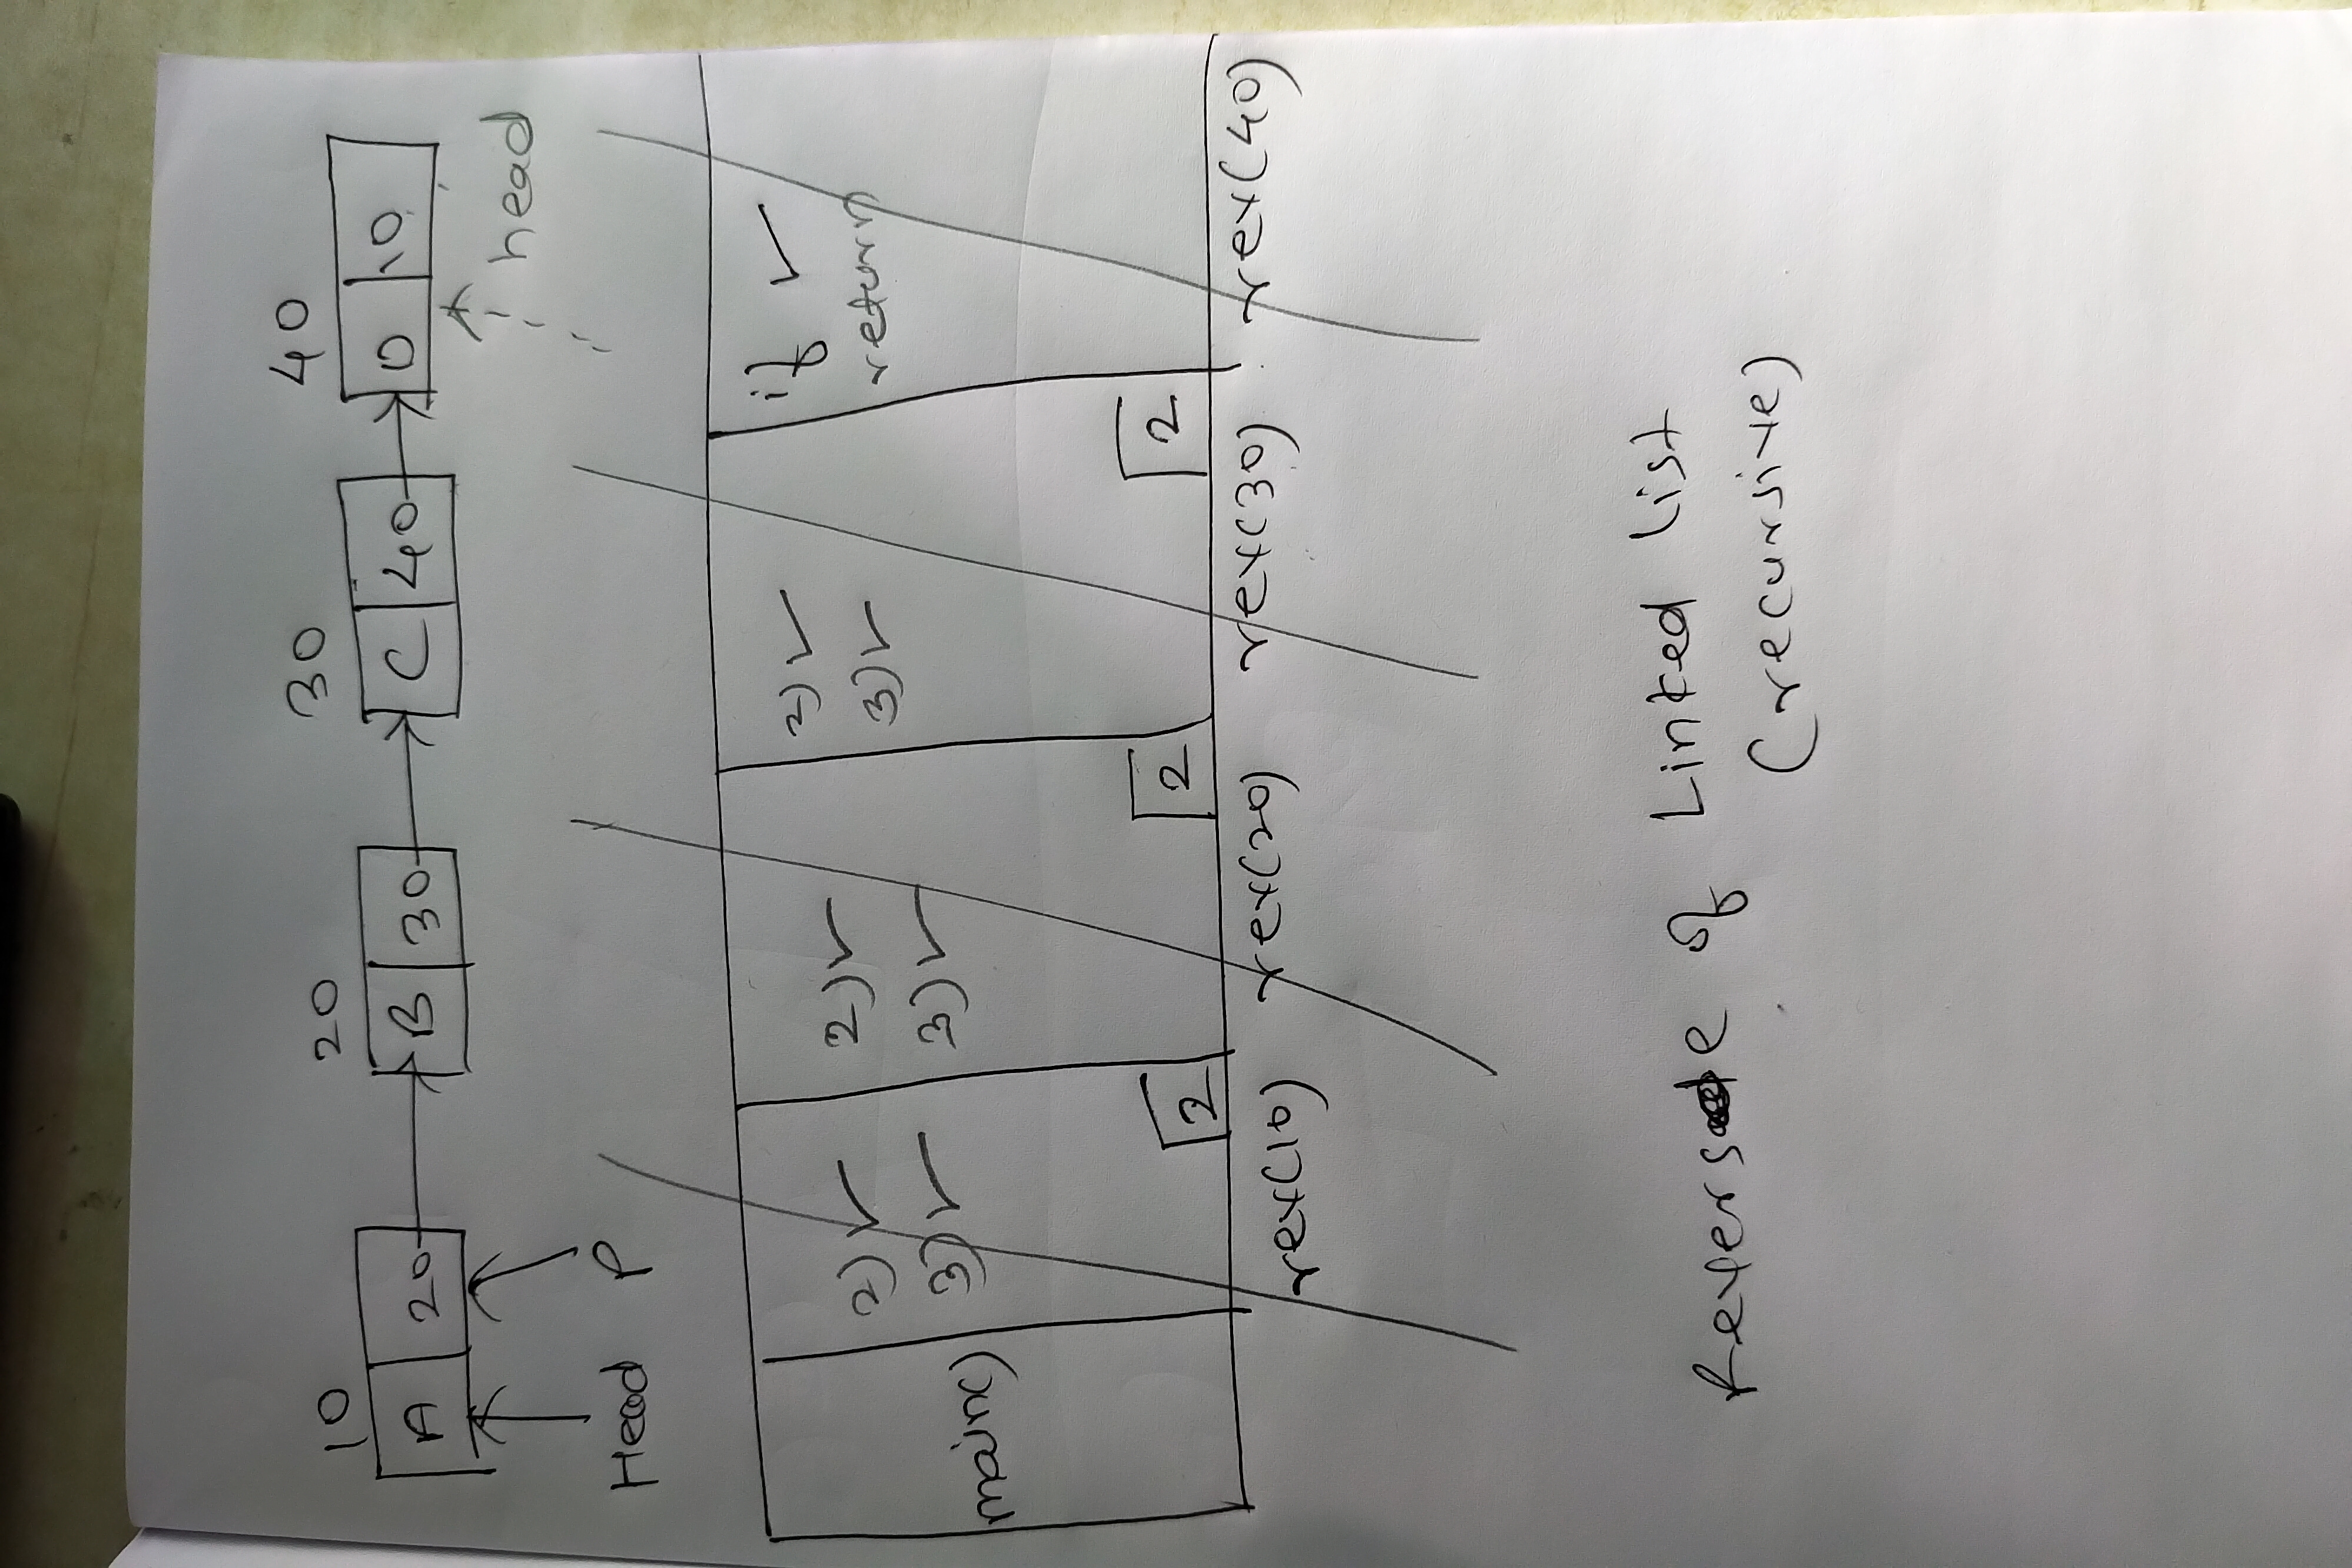 10 20 30 40
A 20 B 30 C 40 D 10
head
Head P
main()
2) ✓
3) ✓
2) ✓
3) ✓
2) ✓
3) ✓
if ✓
return
2 2 2
rev(10) rev(20) rev(30) rev(40)
of Linked list
(recursive)